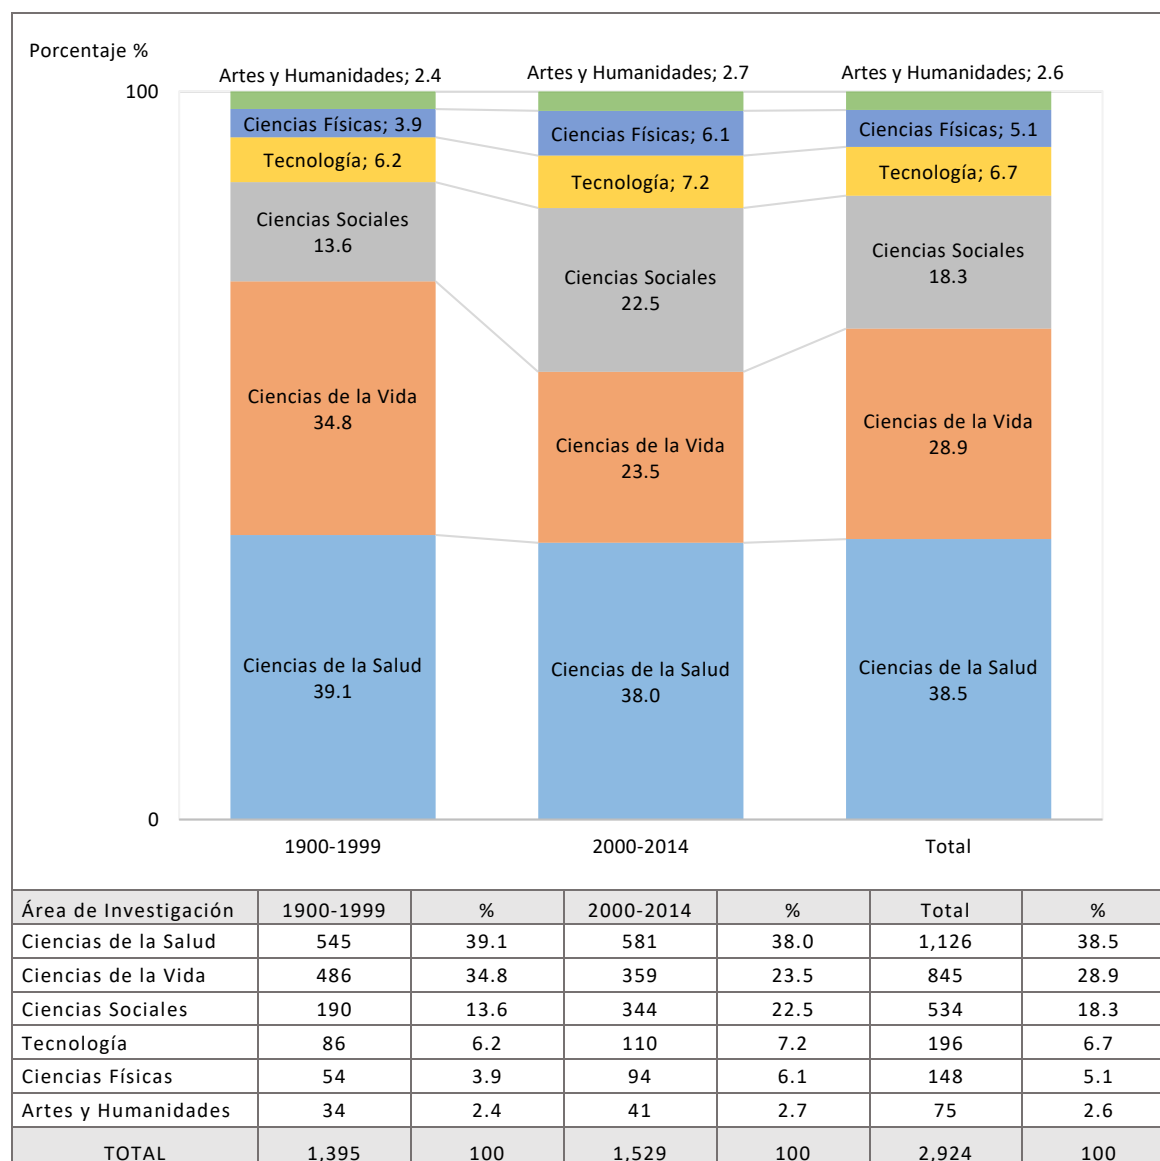 Porcentaje %
Artes y Humanidades; 2.4
Artes y Humanidades; 2.7
Artes y Humanidades; 2.6
100
Ciencias Físicas; 3.9
Ciencias Físicas; 6.1
Ciencias Físicas; 5.1
Tecnología; 6.2
Tecnología; 7.2
Tecnología; 6.7
Ciencias Sociales
13.6
Ciencias Sociales
22.5
Ciencias Sociales
18.3
Ciencias de la Vida
34.8
Ciencias de la Vida
23.5
Ciencias de la Vida
28.9
Ciencias de la Salud
39.1
Ciencias de la Salud
38.0
Ciencias de la Salud
38.5
0
1900-1999 2000-2014 Total
Área de Investigación 1900-1999 % 2000-2014 % Total %
Ciencias de la Salud 545 39.1 581 38.0 1,126 38.5
Ciencias de la Vida 486 34.8 359 23.5 845 28.9
Ciencias Sociales 190 13.6 344 22.5 534 18.3
Tecnología 86 6.2 110 7.2 196 6.7
Ciencias Físicas 54 3.9 94 6.1 148 5.1
Artes y Humanidades 34 2.4 41 2.7 75 2.6
TOTAL 1,395 100 1,529 100 2,924 100